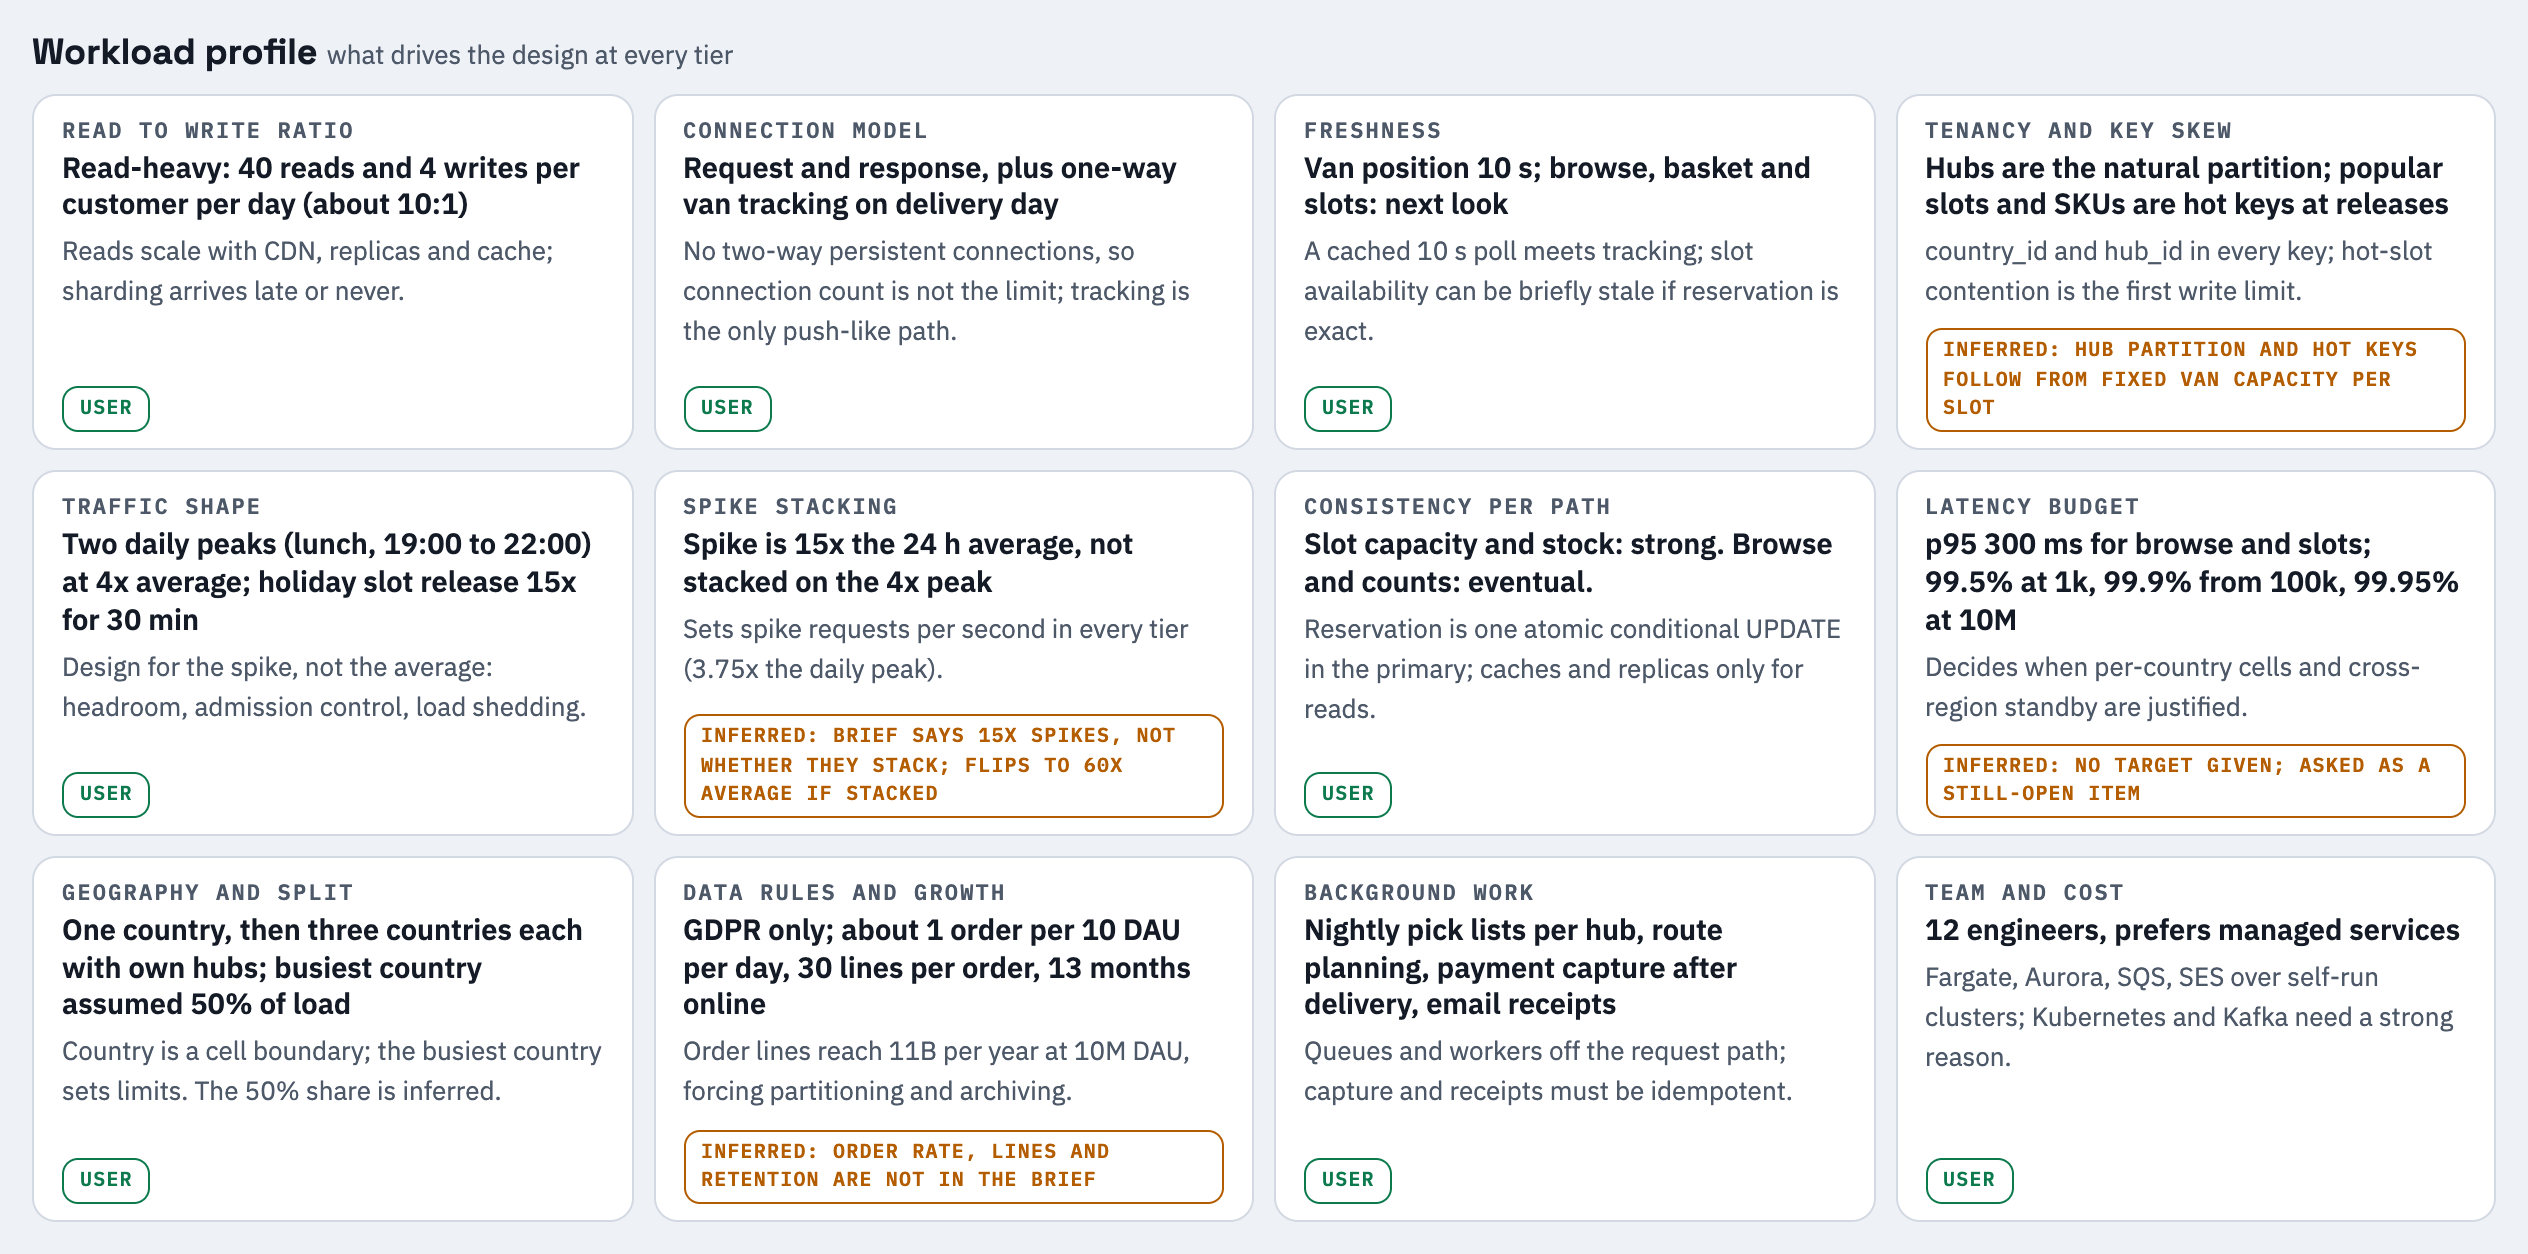 Workload profile what drives the design at every tier
READ TO WRITE RATIO
Read-heavy: 40 reads and 4 writes per
customer per day (about 10:1)
Reads scale with CDN, replicas and cache;
sharding arrives late or never.
USER
CONNECTION MODEL
Request and response, plus one-way
van tracking on delivery day
No two-way persistent connections, so
connection count is not the limit; tracking is
the only push-like path.
USER
FRESHNESS
Van position 10 s; browse, basket and
slots: next look
A cached 10 s poll meets tracking; slot
availability can be briefly stale if reservation is
exact.
USER
TENANCY AND KEY SKEW
Hubs are the natural partition; popular
slots and SKUs are hot keys at releases
country_id and hub_id in every key; hot-slot
contention is the first write limit.
INFERRED: HUB PARTITION AND HOT KEYS
FOLLOW FROM FIXED VAN CAPACITY PER
SLOT
TRAFFIC SHAPE
Two daily peaks (lunch, 19:00 to 22:00)
at 4x average; holiday slot release 15x
for 30 min
Design for the spike, not the average:
headroom, admission control, load shedding.
USER
SPIKE STACKING
Spike is 15x the 24 h average, not
stacked on the 4x peak
Sets spike requests per second in every tier
(3.75x the daily peak).
INFERRED: BRIEF SAYS 15X SPIKES, NOT
WHETHER THEY STACK; FLIPS TO 60X
AVERAGE IF STACKED
CONSISTENCY PER PATH
Slot capacity and stock: strong. Browse
and counts: eventual.
Reservation is one atomic conditional UPDATE
in the primary; caches and replicas only for
reads.
USER
LATENCY BUDGET
p95 300 ms for browse and slots;
99.5% at 1k, 99.9% from 100k, 99.95%
at 10M
Decides when per-country cells and cross-
region standby are justified.
INFERRED: NO TARGET GIVEN; ASKED AS A
STILL-OPEN ITEM
GEOGRAPHY AND SPLIT
One country, then three countries each
with own hubs; busiest country
assumed 50% of load
Country is a cell boundary; the busiest country
sets limits. The 50% share is inferred.
USER
DATA RULES AND GROWTH
GDPR only; about 1 order per 10 DAU
per day, 30 lines per order, 13 months
online
Order lines reach 11B per year at 10M DAU,
forcing partitioning and archiving.
INFERRED: ORDER RATE, LINES AND
RETENTION ARE NOT IN THE BRIEF
BACKGROUND WORK
Nightly pick lists per hub, route
planning, payment capture after
delivery, email receipts
Queues and workers off the request path;
capture and receipts must be idempotent.
USER
TEAM AND COST
12 engineers, prefers managed services
Fargate, Aurora, SQS, SES over self-run
clusters; Kubernetes and Kafka need a strong
reason.
USER